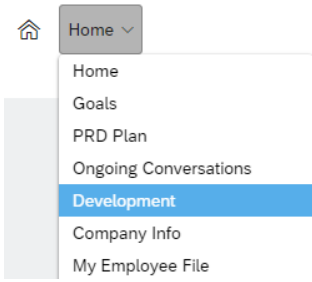 Home
Home
Goals
PRD Plan
Ongoing Conversations
Development
Company Info
My Employee File